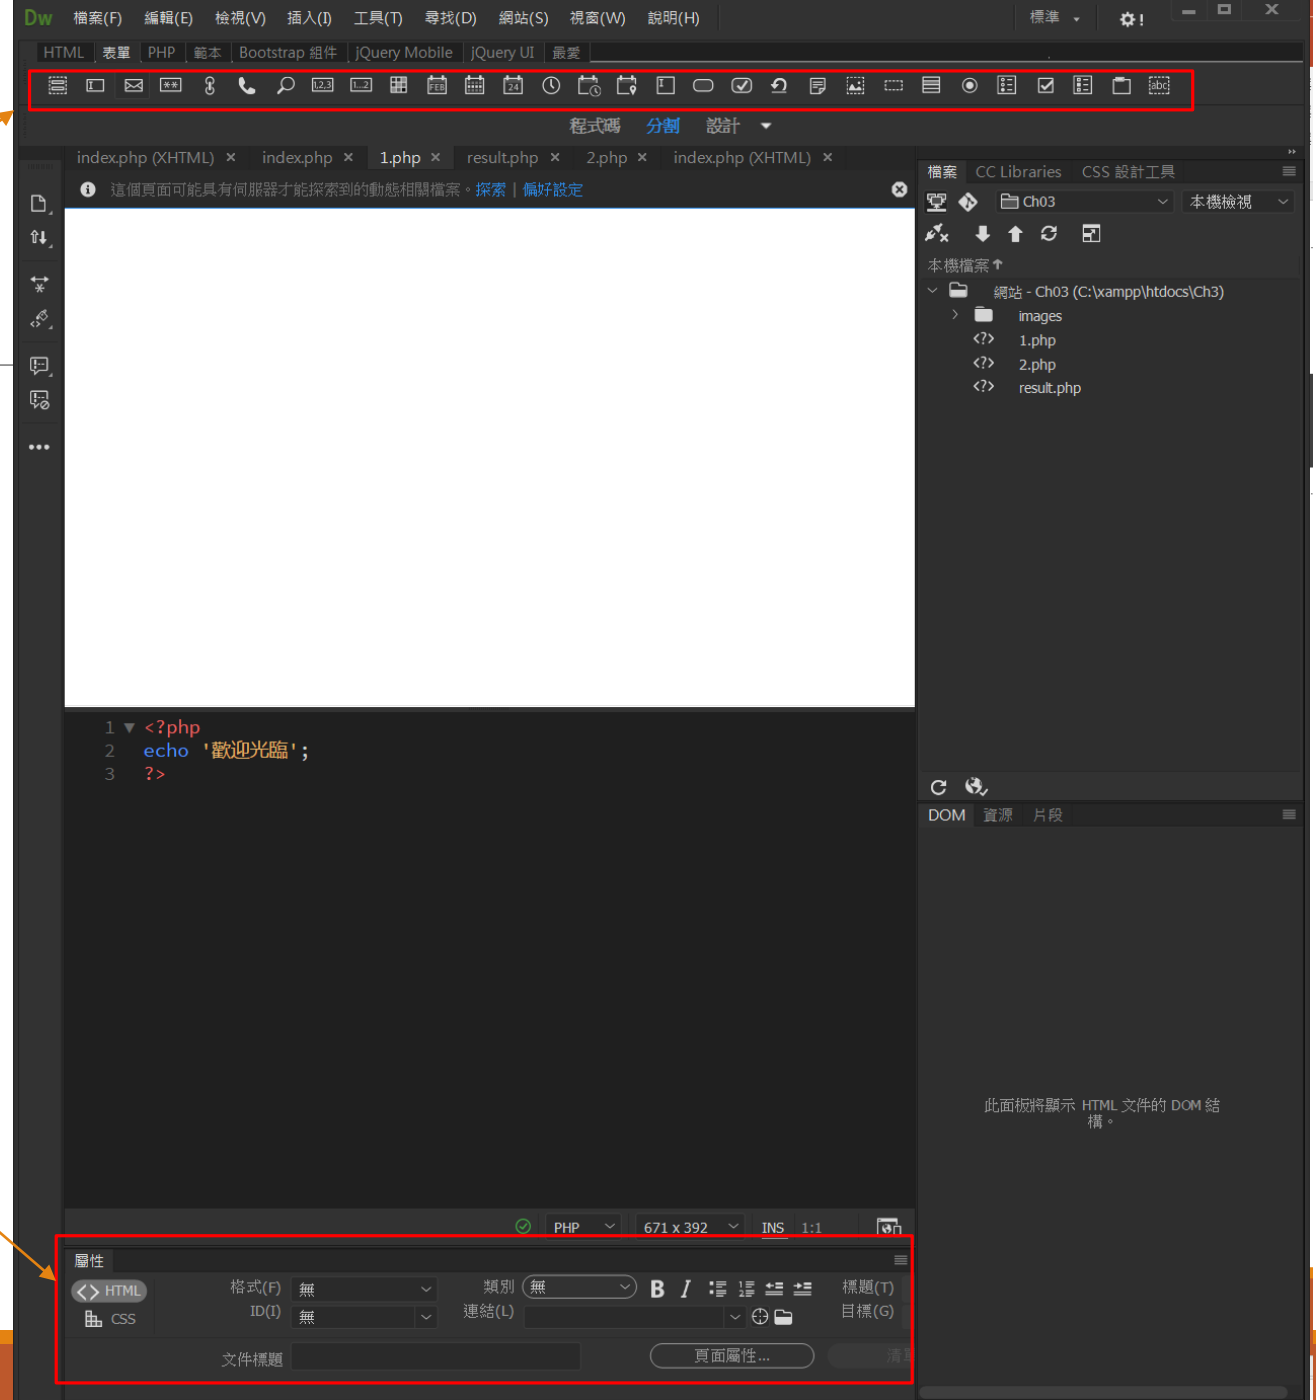 Dw 檔案(F) 編輯(E) 檢視(V) 插入(I) 工具(T) 尋找(D) 網站(S) 視窗(W) 說明(H) 標準
HTML 表單 PHP 範本 Bootstrap 組件 jQuery Mobile jQuery UI 最愛
程式碼 分割 設計
index.php (XHTML) × index.php × 1.php × result.php × 2.php × index.php (XHTML) ×
這個頁面可能具有伺服器才能探索到的動態相關檔案。探索 | 偏好設定
檔案 CC Libraries CSS 設計工具
Ch03 本機檢視
本機檔案
網站 - Ch03 (C:\xampp\htdocs\Ch3)
images
1.php
2.php
result.php
1 <?php
2 echo '歡迎光臨';
3 ?>
DOM 資源 片段
此面板將顯示 HTML 文件的 DOM 結
構。
PHP 671 x 392 INS 1:1
屬性
<> HTML 格式(F) 無 類別 無 B I 標題(T)
CSS ID(I) 無 連結(L) 目標(G)
文件標題 頁面屬性...